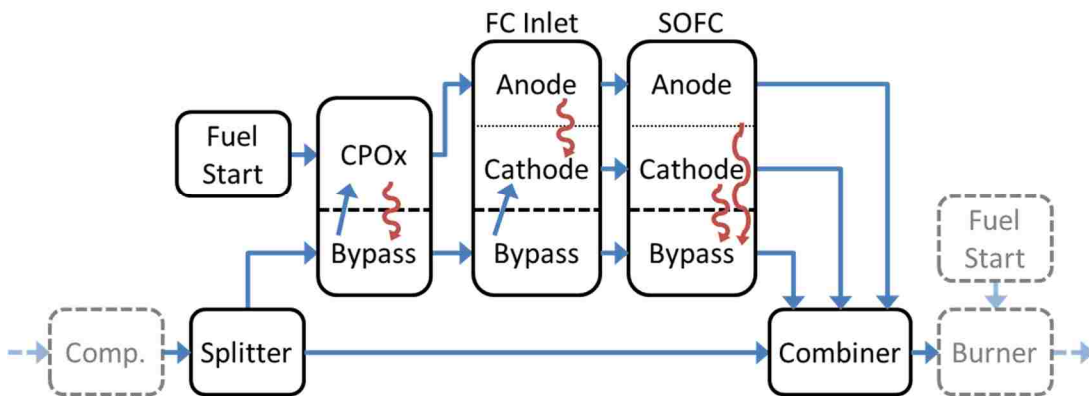 FC Inlet
SOFC
Anode
Anode
Fuel
Start
CPOx
Cathode
Cathode
Fuel
Start
Bypass
Bypass
Bypass
Comp.
Splitter
Combiner
Burner